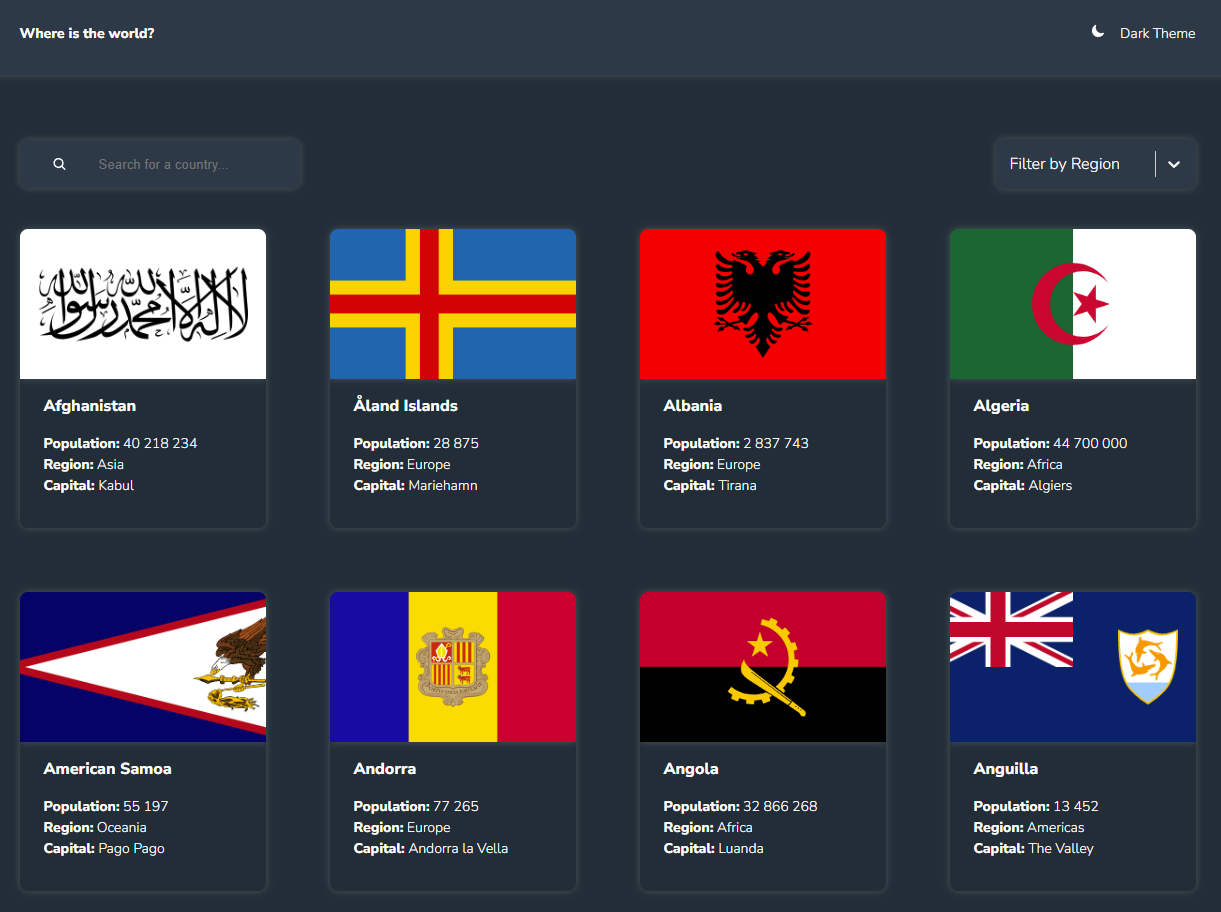 Where is the world?
Dark Theme
Search for a country...
Filter by Region
لا إله إلا الله محمد رسول الله
Afghanistan
Population: 40 218 234
Region: Asia
Capital: Kabul
Åland Islands
Population: 28 875
Region: Europe
Capital: Mariehamn
Albania
Population: 2 837 743
Region: Europe
Capital: Tirana
Algeria
Population: 44 700 000
Region: Africa
Capital: Algiers
American Samoa
Population: 55 197
Region: Oceania
Capital: Pago Pago
Andorra
Population: 77 265
Region: Europe
Capital: Andorra la Vella
Angola
Population: 32 866 268
Region: Africa
Capital: Luanda
Anguilla
Population: 13 452
Region: Americas
Capital: The Valley